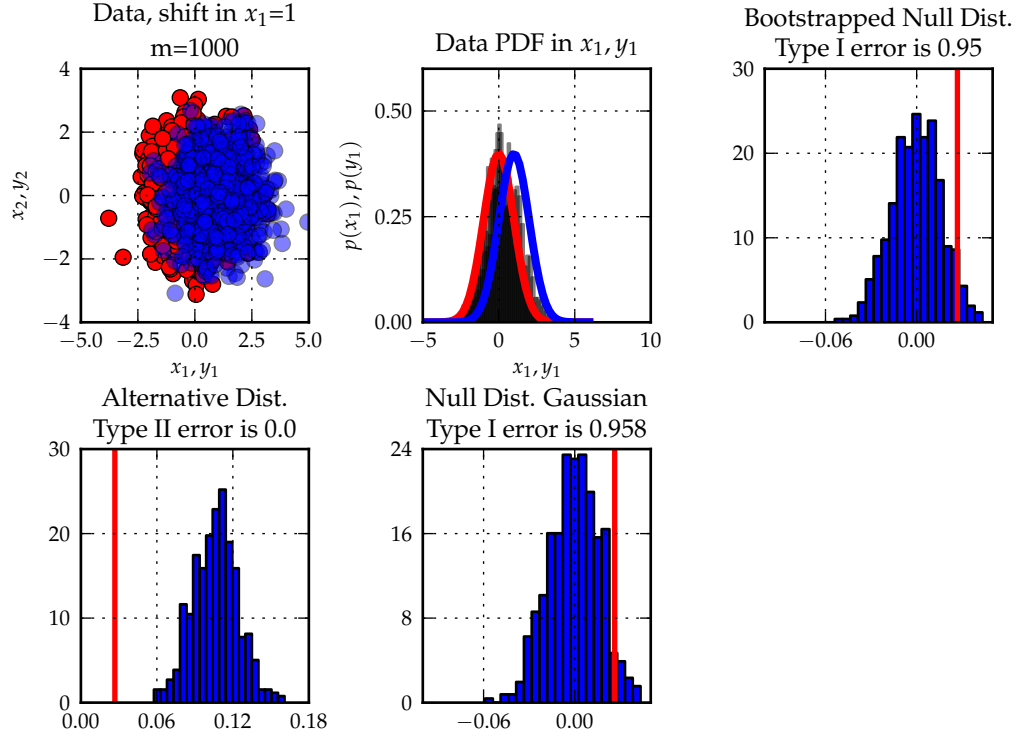 Data, shift in x₁=1
m=1000
4
2
0
−2
−4
x₂, y₂
−5.0 −2.5 0.0 2.5 5.0
x₁, y₁
Data PDF in x₁, y₁
0.50
0.25
0.00
p(x₁), p(y₁)
−5 0 5 10
x₁, y₁
Bootstrapped Null Dist.
Type I error is 0.95
30
20
10
0
−0.06 0.00
Alternative Dist.
Type II error is 0.0
30
20
10
0
0.00 0.06 0.12 0.18
Null Dist. Gaussian
Type I error is 0.958
24
16
8
0
−0.06 0.00